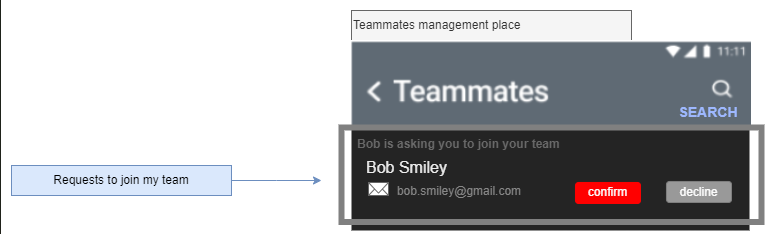 Teammates management place
11:11
Teammates
SEARCH
Bob is asking you to join your team
Bob Smiley
Requests to join my team
bob.smiley@gmail.com
confirm
decline